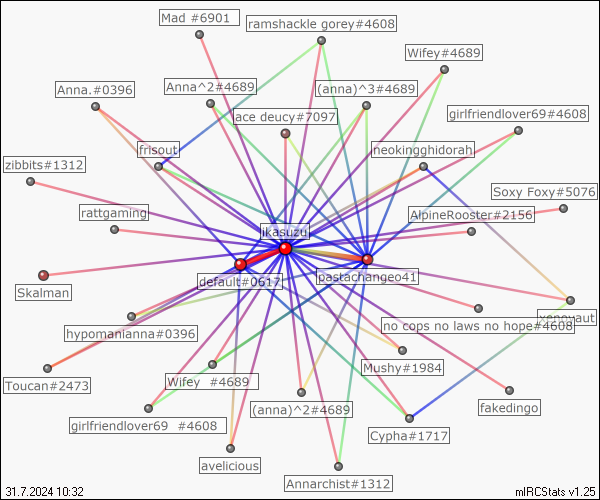 Mad #6901
ramshackle gorey#4608
Wifey#4689
Anna.#0396
Anna^2#4689
(anna)^3#4689
ace deucy#7097
girlfriendlover69#4608
frisout
neokingghidorah
zibbits#1312
Soxy Foxy#5076
rattgaming
AlpineRooster#2156
jikasuzu
default#0617
pastachangeo41
Skalman
hypomanianna#0396
no cops no laws no hope#4608
Mushy#1984
Toucan#2473
Wifey #4689
(anna)^2#4689
fakedingo
girlfriendlover69 #4608
Cypha#1717
avelicious
Annarchist#1312
31.7.2024 10:32
mIRCStats v1.25